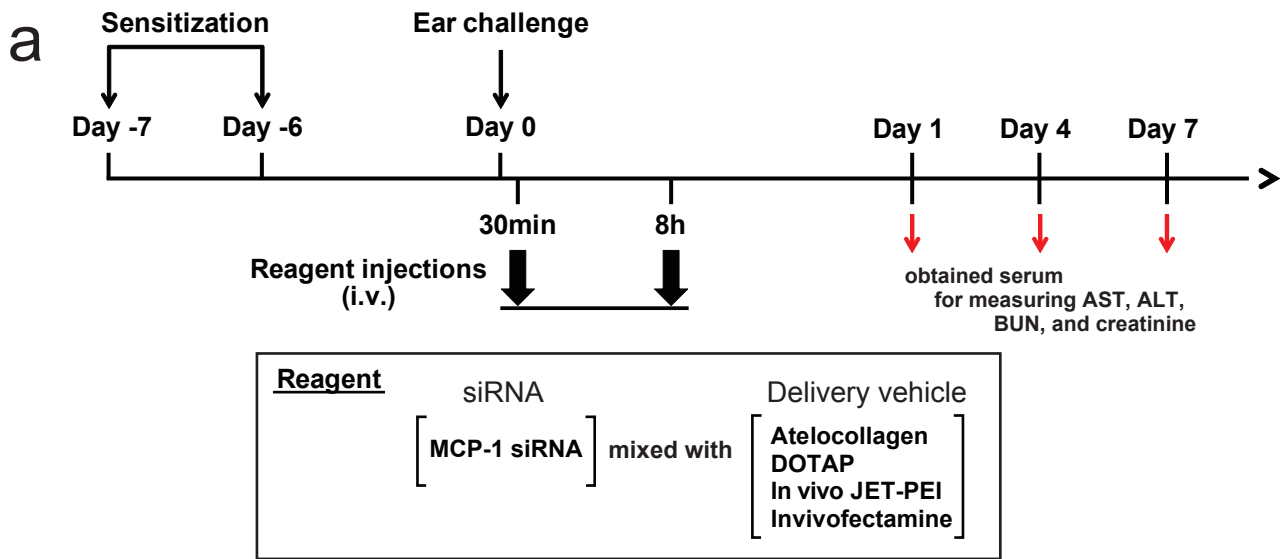 a
Sensitization
Ear challenge
Day -7
Day -6
Day 0
Day 1
Day 4
Day 7
30min
8h
Reagent injections
(i.v.)
obtained serum
for measuring AST, ALT,
BUN, and creatinine
Reagent
siRNA
Delivery vehicle
MCP-1 siRNA
mixed with
Atelocollagen
DOTAP
In vivo JET-PEI
Invivofectamine